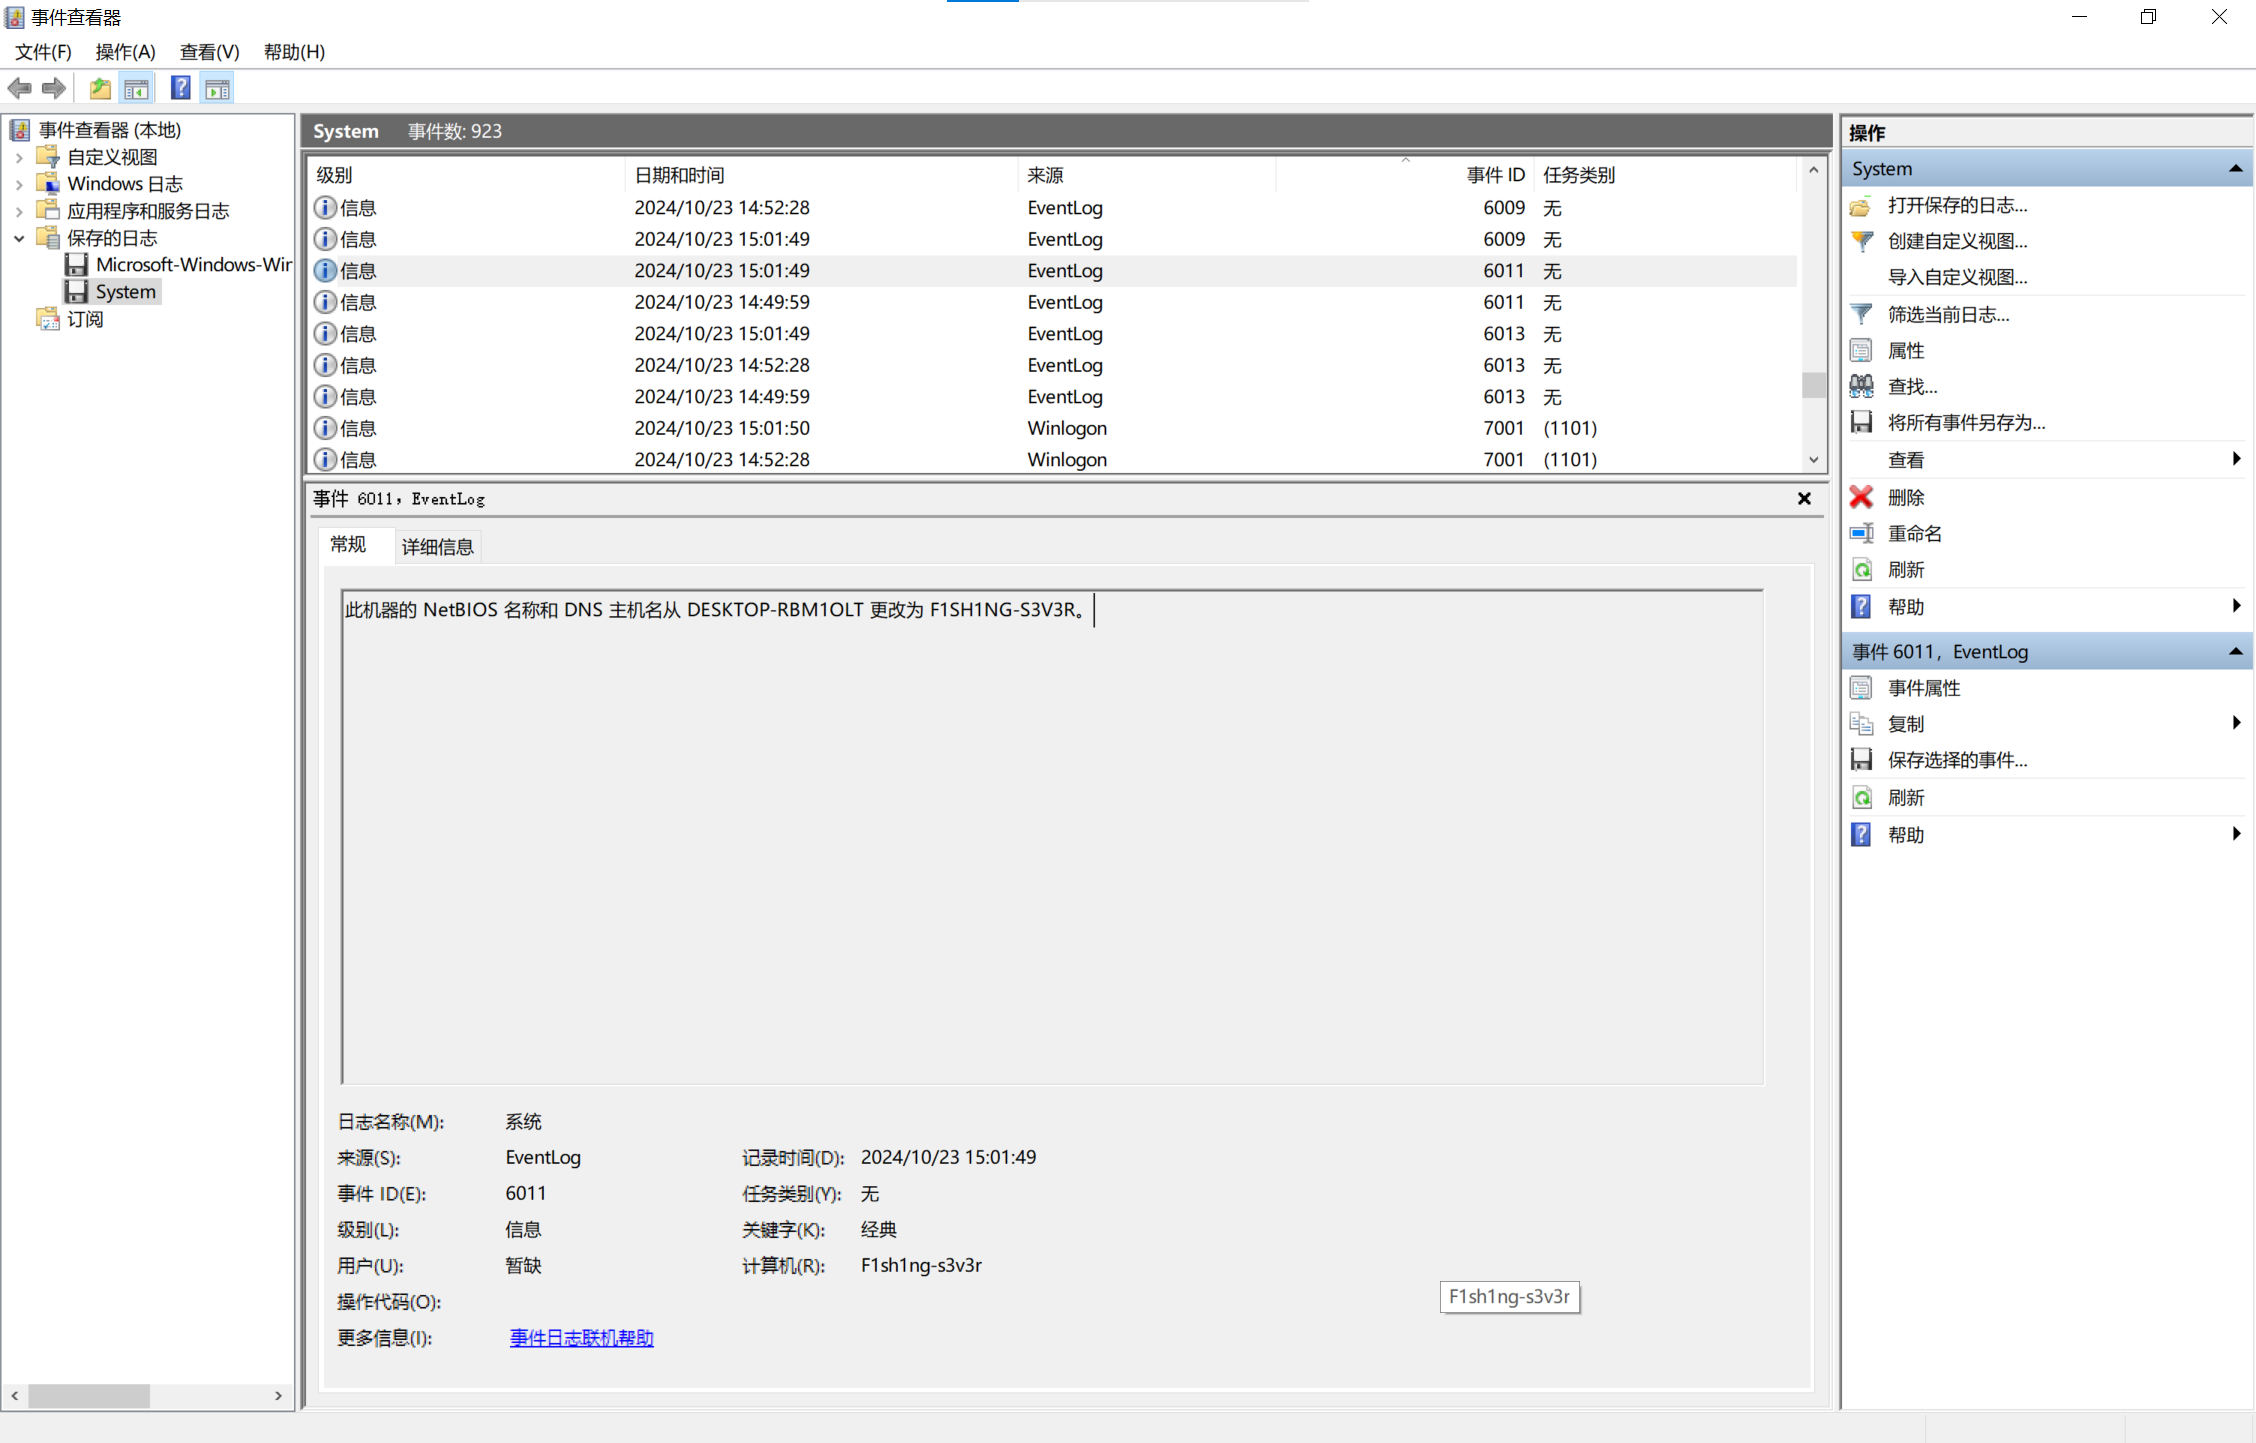 事件查看器
文件(F) 操作(A) 查看(V) 帮助(H)
事件查看器 (本地)
自定义视图
Windows 日志
应用程序和服务日志
保存的日志
Microsoft-Windows-Wir
System
订阅
System 事件数: 923
级别 日期和时间 来源 事件 ID 任务类别
信息 2024/10/23 14:52:28 EventLog 6009 无
信息 2024/10/23 15:01:49 EventLog 6009 无
信息 2024/10/23 15:01:49 EventLog 6011 无
信息 2024/10/23 14:49:59 EventLog 6011 无
信息 2024/10/23 15:01:49 EventLog 6013 无
信息 2024/10/23 14:52:28 EventLog 6013 无
信息 2024/10/23 14:49:59 EventLog 6013 无
信息 2024/10/23 15:01:50 Winlogon 7001 (1101)
信息 2024/10/23 14:52:28 Winlogon 7001 (1101)
事件 6011，EventLog
常规 详细信息
此机器的 NetBIOS 名称和 DNS 主机名从 DESKTOP-RBM1OLT 更改为 F1SH1NG-S3V3R。
日志名称(M): 系统
来源(S): EventLog 记录时间(D): 2024/10/23 15:01:49
事件 ID(E): 6011 任务类别(Y): 无
级别(L): 信息 关键字(K): 经典
用户(U): 暂缺 计算机(R): F1sh1ng-s3v3r
操作代码(O):
更多信息(I): 事件日志联机帮助
F1sh1ng-s3v3r
操作
System
打开保存的日志...
创建自定义视图...
导入自定义视图...
筛选当前日志...
属性
查找...
将所有事件另存为...
查看
删除
重命名
刷新
帮助
事件 6011，EventLog
事件属性
复制
保存选择的事件...
刷新
帮助